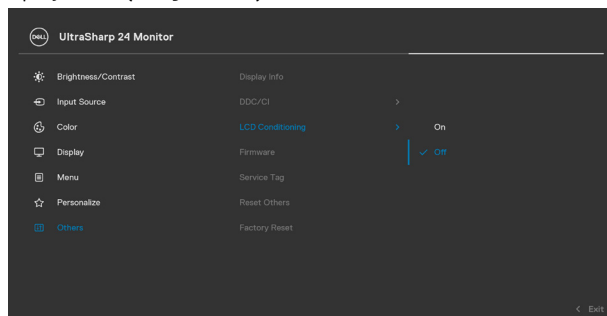 DELL UltraSharp 24 Monitor
Brightness/Contrast Display Info
Input Source DDC/CI >
Color LCD Conditioning > On
Display Firmware ✓ Off
Menu Service Tag
Personalize Reset Others
Others Factory Reset
< Exit